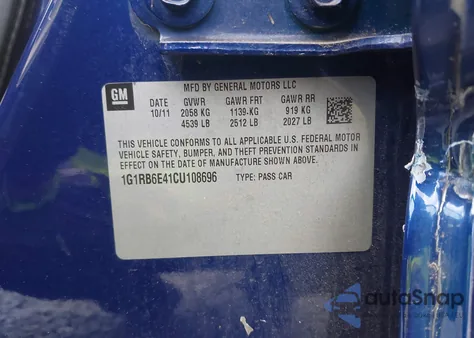 GM
MFD BY GENERAL MOTORS LLC
DATE GVWR GAWR FRT GAWR RR
10/11 2058 KG 1139 KG 919 KG
4539 LB 2512 LB 2027 LB
THIS VEHICLE CONFORMS TO ALL APPLICABLE U.S. FEDERAL MOTOR
VEHICLE SAFETY, BUMPER, AND THEFT PREVENTION STANDARDS IN
EFFECT ON THE DATE OF MANUFACTURE SHOWN ABOVE.
1G1RB6E41CU108696 TYPE: PASS CAR
autoSnap